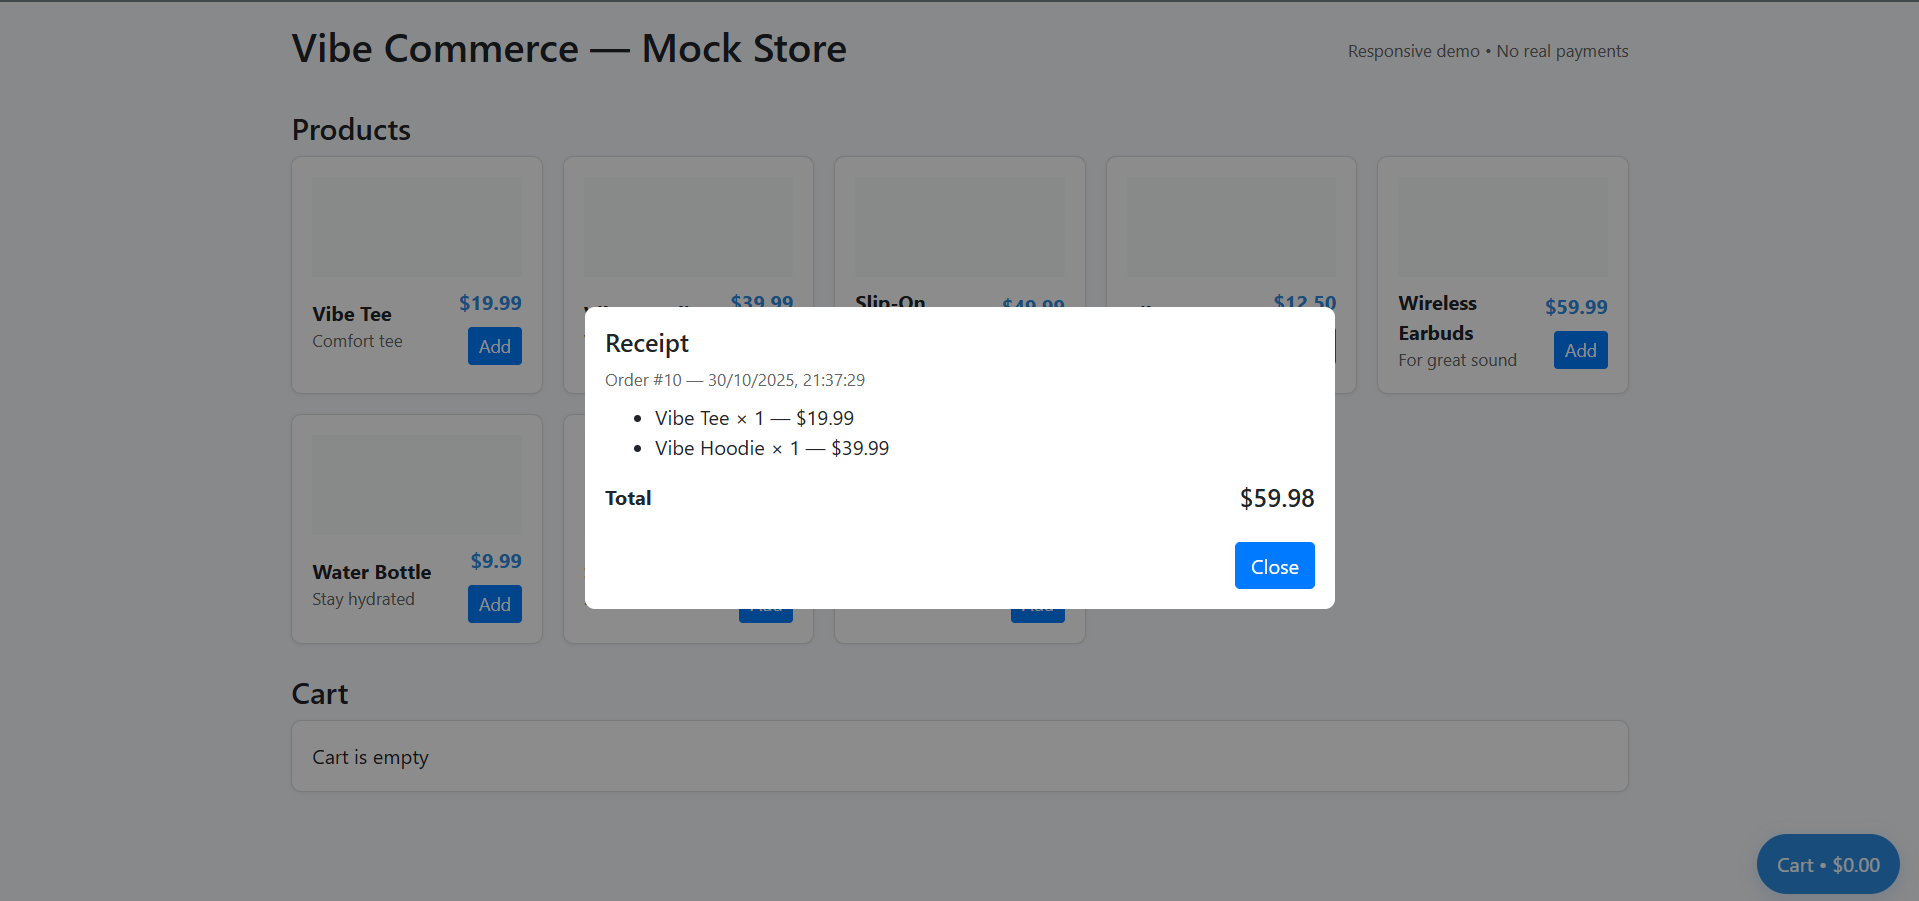 Vibe Commerce — Mock Store
Responsive demo • No real payments
Products
Vibe Tee
Comfort tee
$19.99
Add
$39.99
Slip-On
$49.99
$12.50
Wireless
Earbuds
For great sound
$59.99
Add
Receipt
Order #10 — 30/10/2025, 21:37:29
• Vibe Tee × 1 — $19.99
• Vibe Hoodie × 1 — $39.99
Total
$59.98
Close
Water Bottle
Stay hydrated
$9.99
Add
Add
Add
Cart
Cart is empty
Cart • $0.00